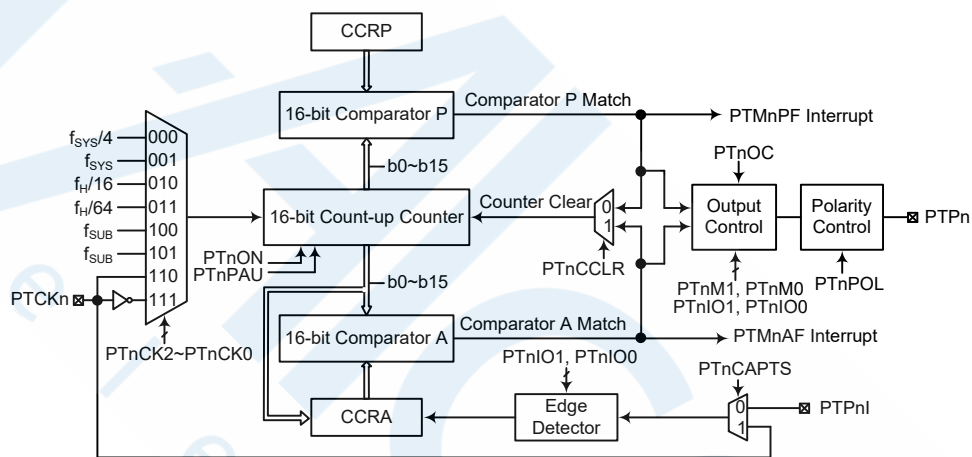 CCRP
16-bit Comparator P
Comparator P Match
PTMnPF Interrupt
b0~b15
fSYS/4
000
fSYS
001
fH/16
010
fH/64
011
fSUB
100
fSUB
101
110
111
PTCKn
PTnCK2~PTnCK0
16-bit Count-up Counter
PTnON
PTnPAU
Counter Clear
0
1
PTnCCLR
PTnOC
Output
Control
PTnM1, PTnM0
PTnIO1, PTnIO0
Polarity
Control
PTnPOL
PTPn
b0~b15
16-bit Comparator A
Comparator A Match
PTMnAF Interrupt
PTnIO1, PTnIO0
PTnCAPTS
CCRA
Edge
Detector
0
1
PTPnI